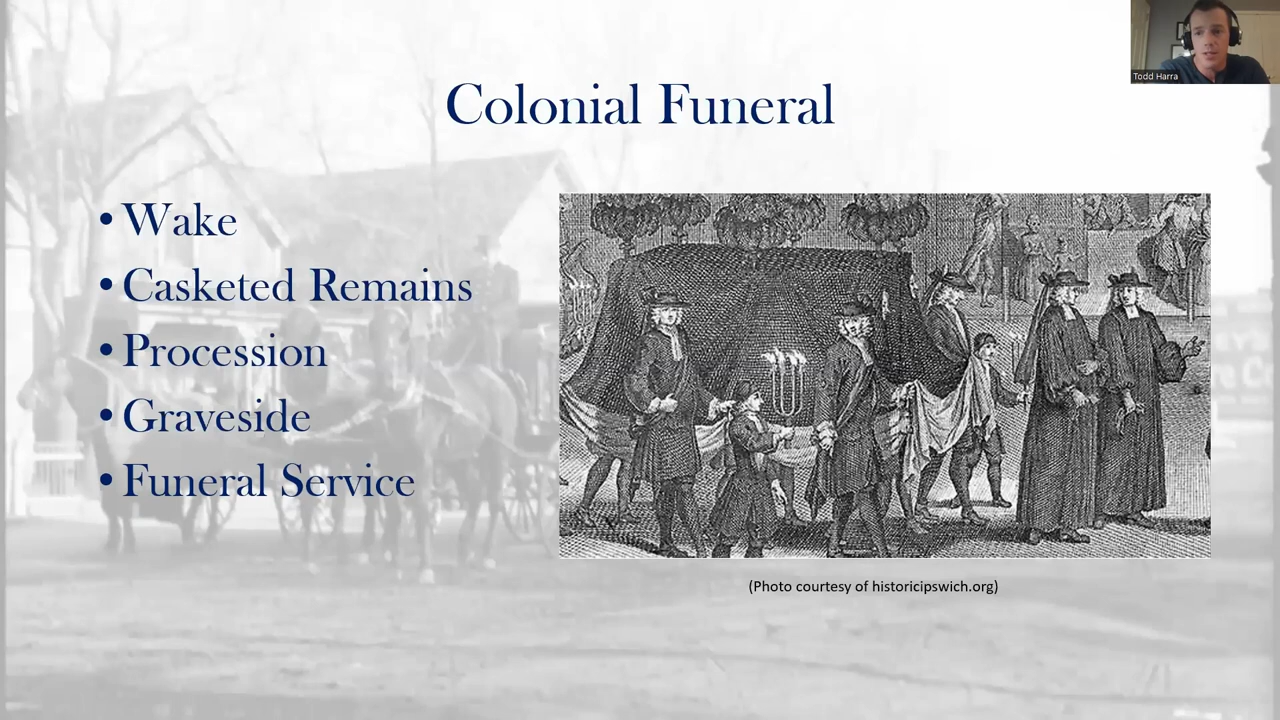 Todd Harra
Colonial Funeral
• Wake
• Casketed Remains
• Procession
• Graveside
• Funeral Service
(Photo courtesy of historicipswich.org)